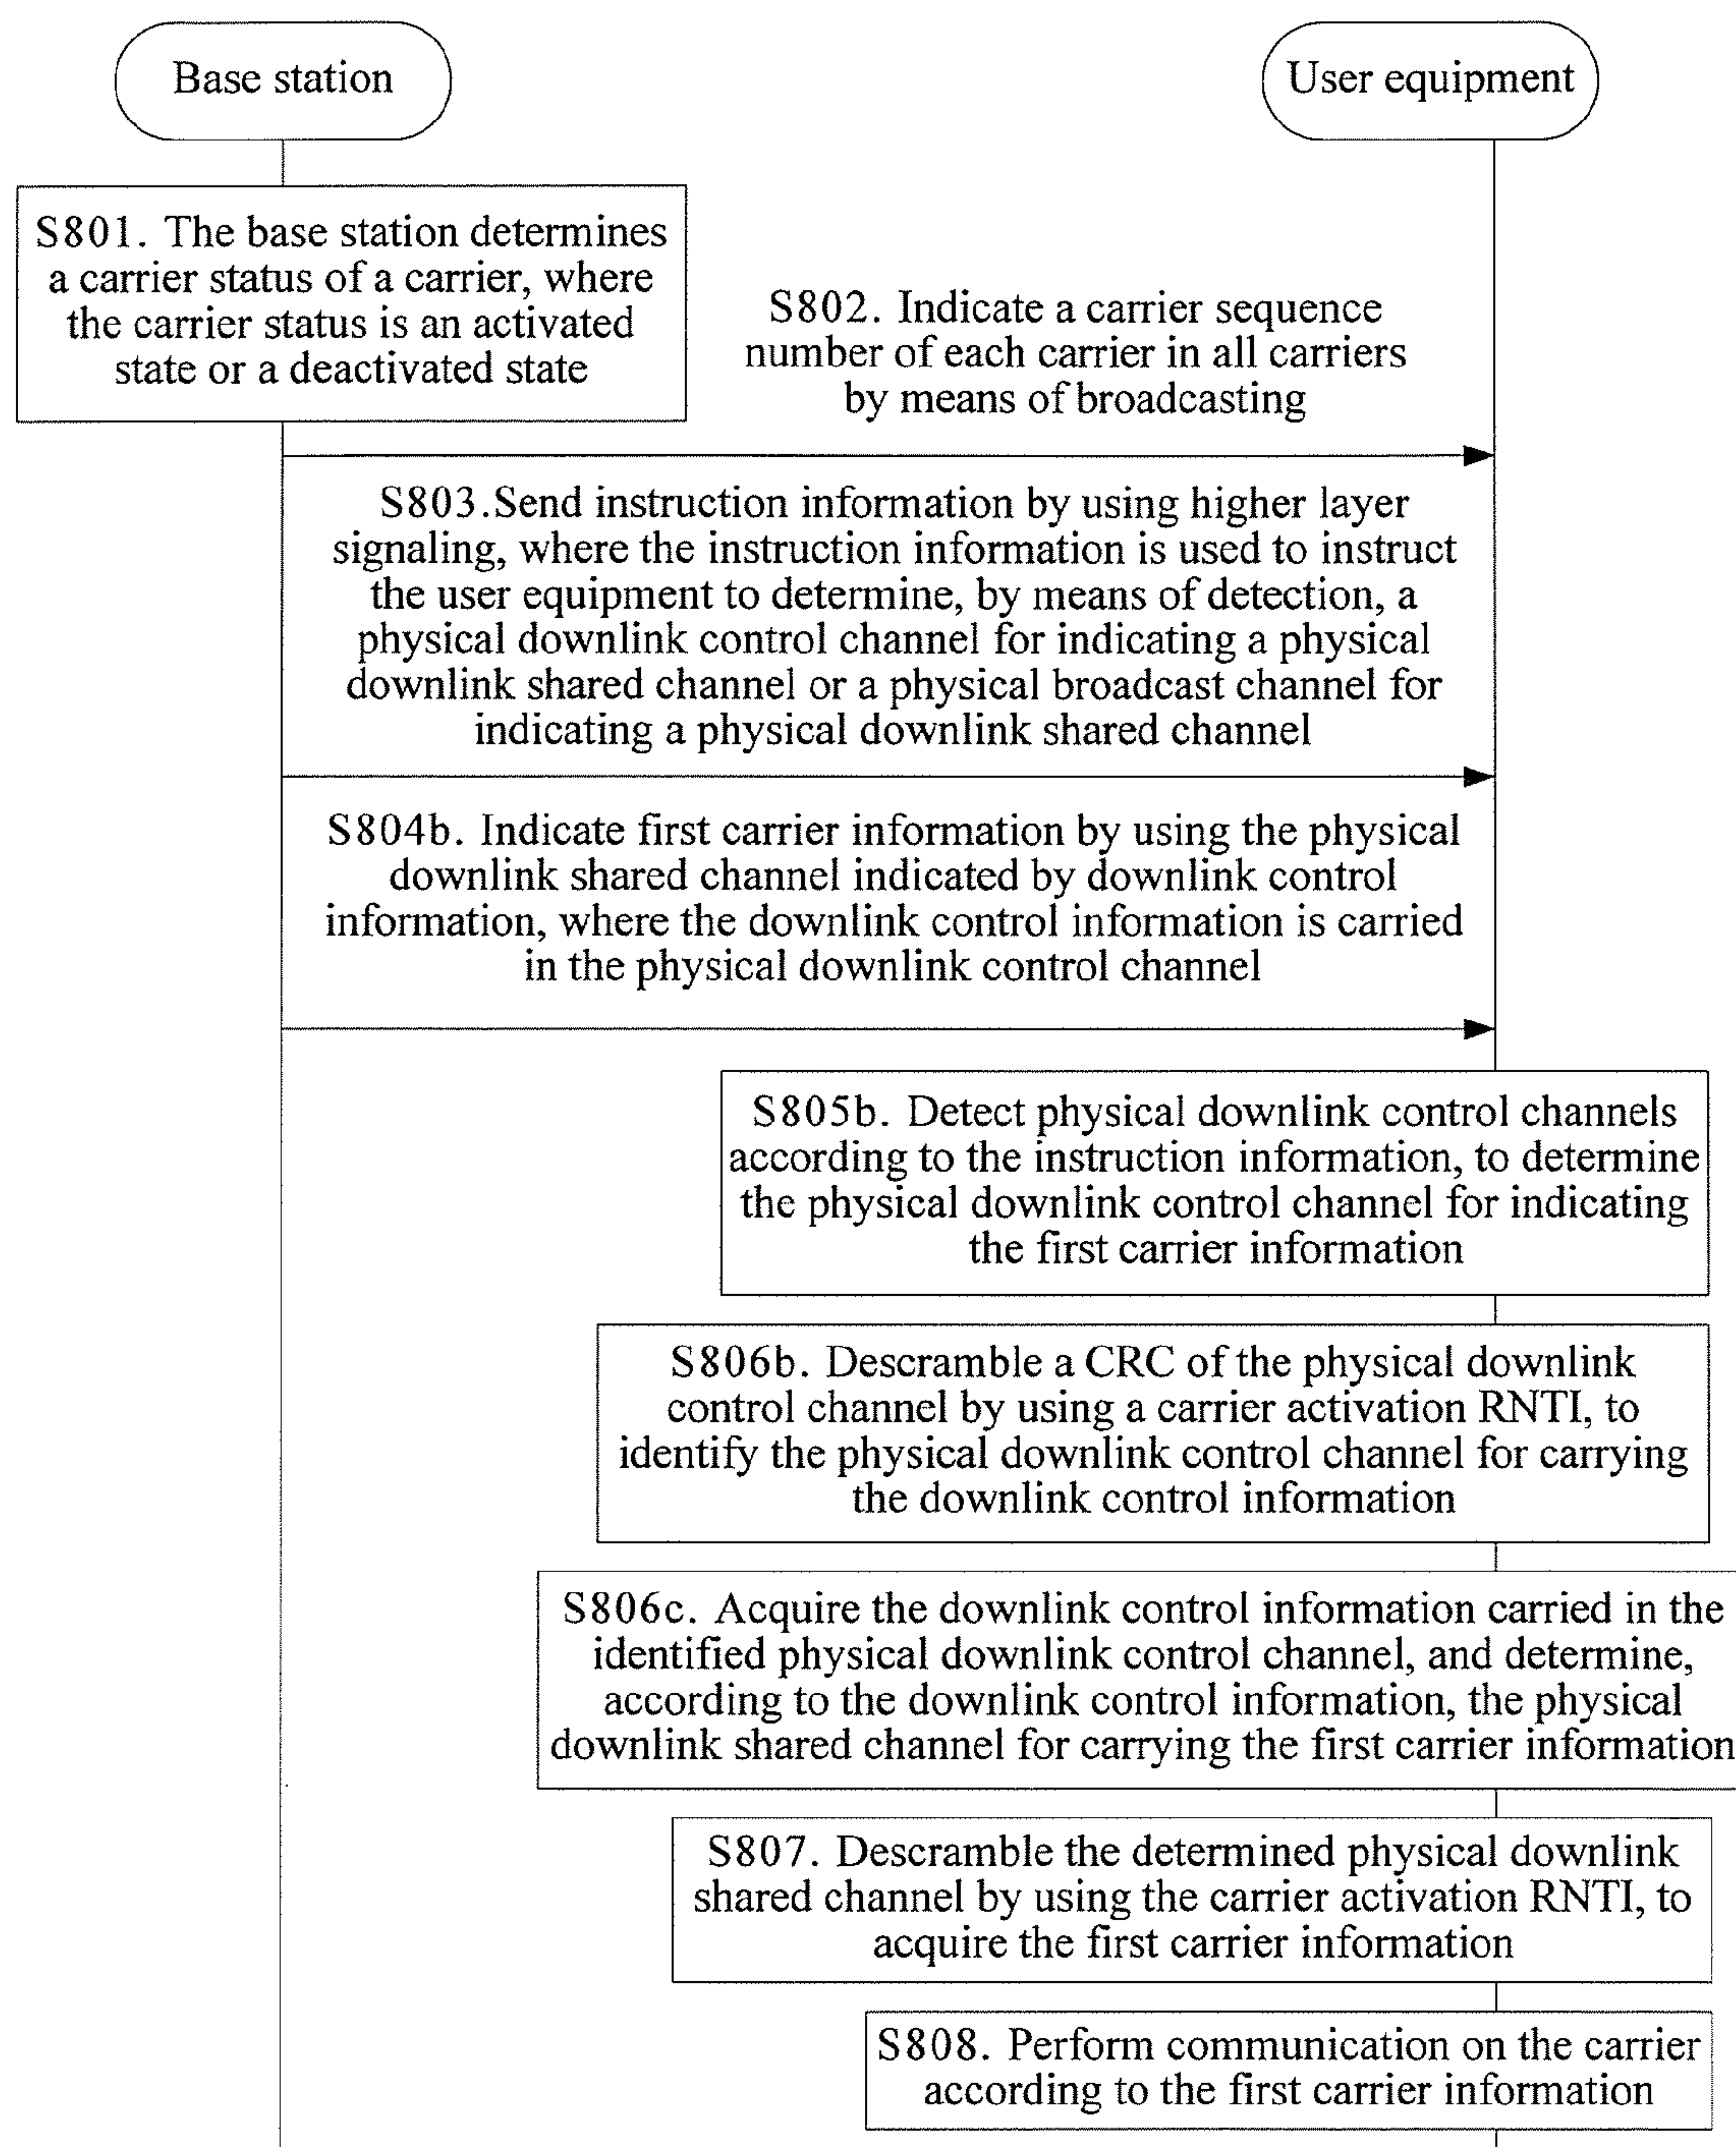 Base station
User equipment
S801. The base station determines
a carrier status of a carrier, where
the carrier status is an activated
state or a deactivated state
S802. Indicate a carrier sequence
number of each carrier in all carriers
by means of broadcasting
S803.Send instruction information by using higher layer
signaling, where the instruction information is used to instruct
the user equipment to determine, by means of detection, a
physical downlink control channel for indicating a physical
downlink shared channel or a physical broadcast channel for
indicating a physical downlink shared channel
S804b. Indicate first carrier information by using the physical
downlink shared channel indicated by downlink control
information, where the downlink control information is carried
in the physical downlink control channel
S805b. Detect physical downlink control channels
according to the instruction information, to determine
the physical downlink control channel for indicating
the first carrier information
S806b. Descramble a CRC of the physical downlink
control channel by using a carrier activation RNTI, to
identify the physical downlink control channel for carrying
the downlink control information
S806c. Acquire the downlink control information carried in the
identified physical downlink control channel, and determine,
according to the downlink control information, the physical
downlink shared channel for carrying the first carrier information
S807. Descramble the determined physical downlink
shared channel by using the carrier activation RNTI, to
acquire the first carrier information
S808. Perform communication on the carrier
according to the first carrier information